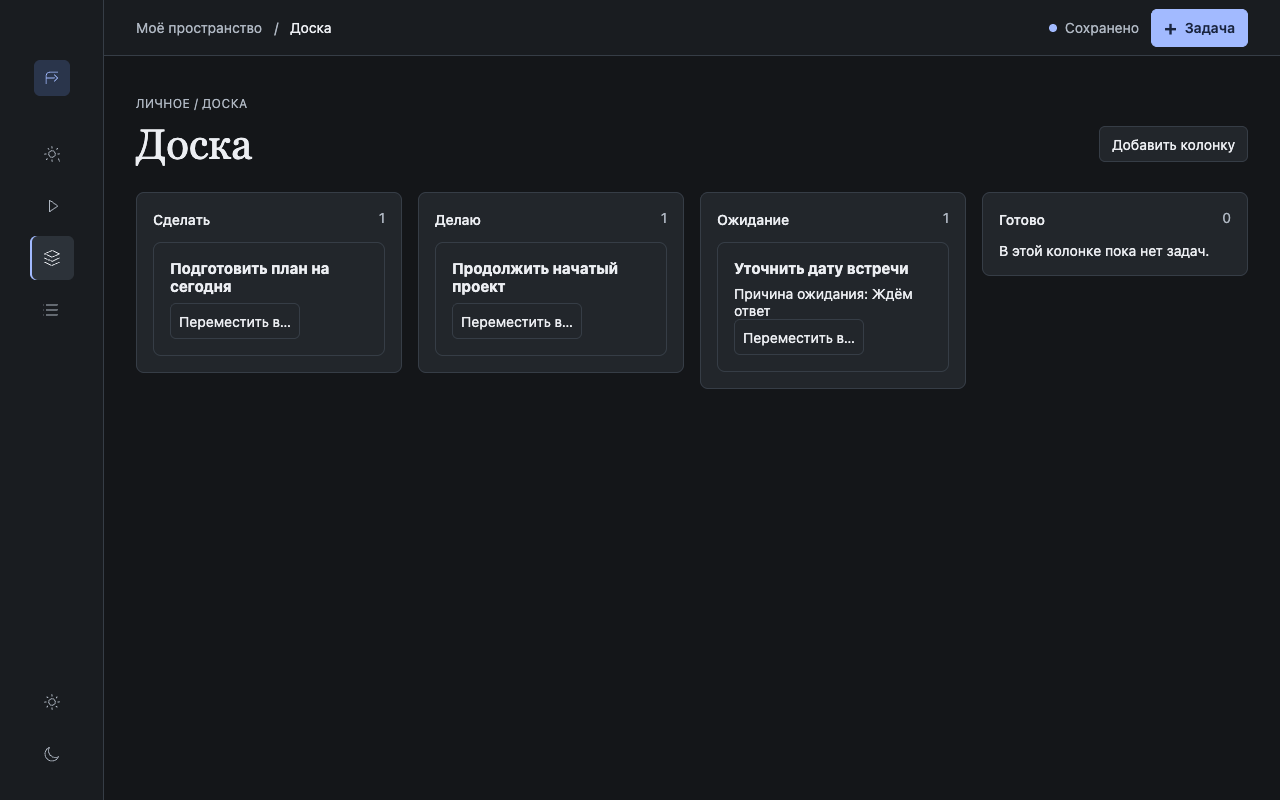 Моё пространство / Доска
Сохранено
+ Задача
ЛИЧНОЕ / ДОСКА
Доска
Добавить колонку
Сделать 1
Подготовить план на
сегодня
Переместить в...
Делаю 1
Продолжить начатый
проект
Переместить в...
Ожидание 1
Уточнить дату встречи
Причина ожидания: Ждём
ответ
Переместить в...
Готово 0
В этой колонке пока нет задач.